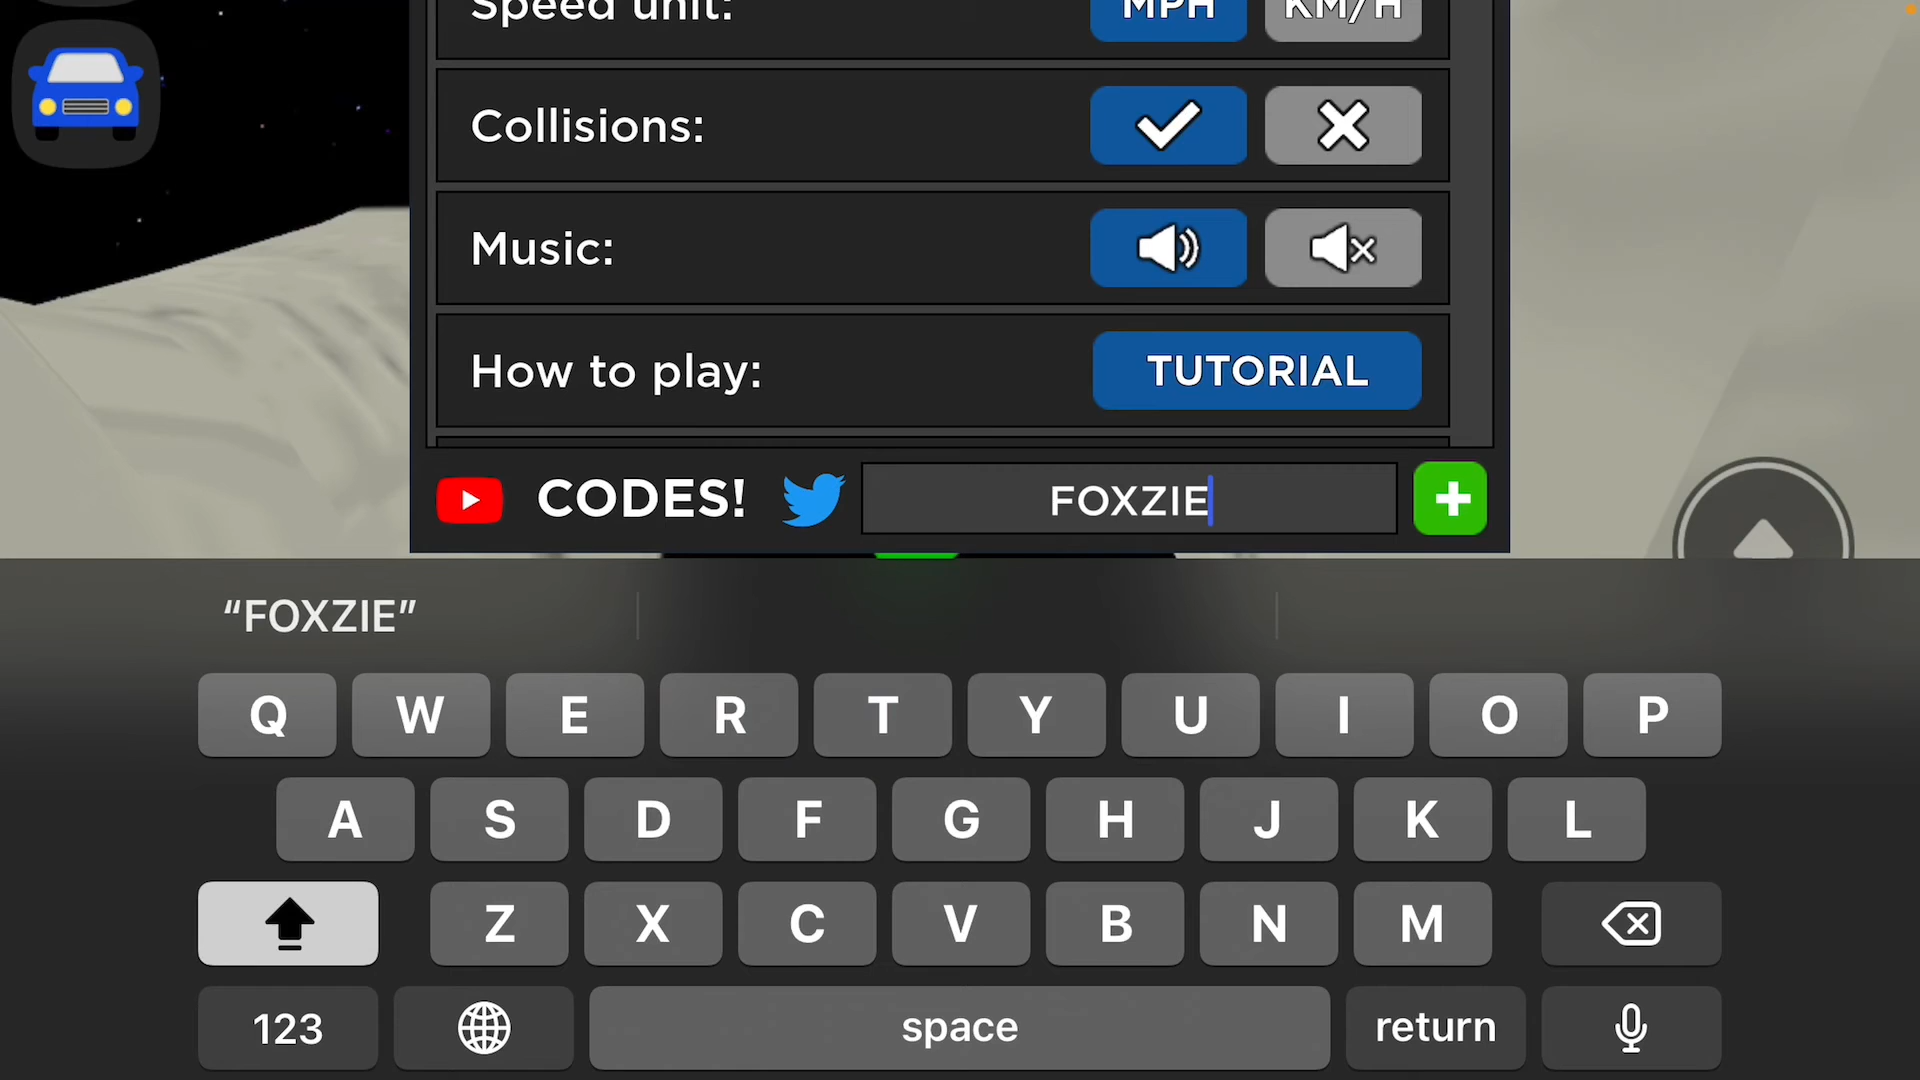 Speed unit: MPH KM/H
Collisions:
Music:
How to play: TUTORIAL
CODES! FOXZIE
“FOXZIE”
Q W E R T Y U I O P
A S D F G H J K L
Z X C V B N M
123 space return